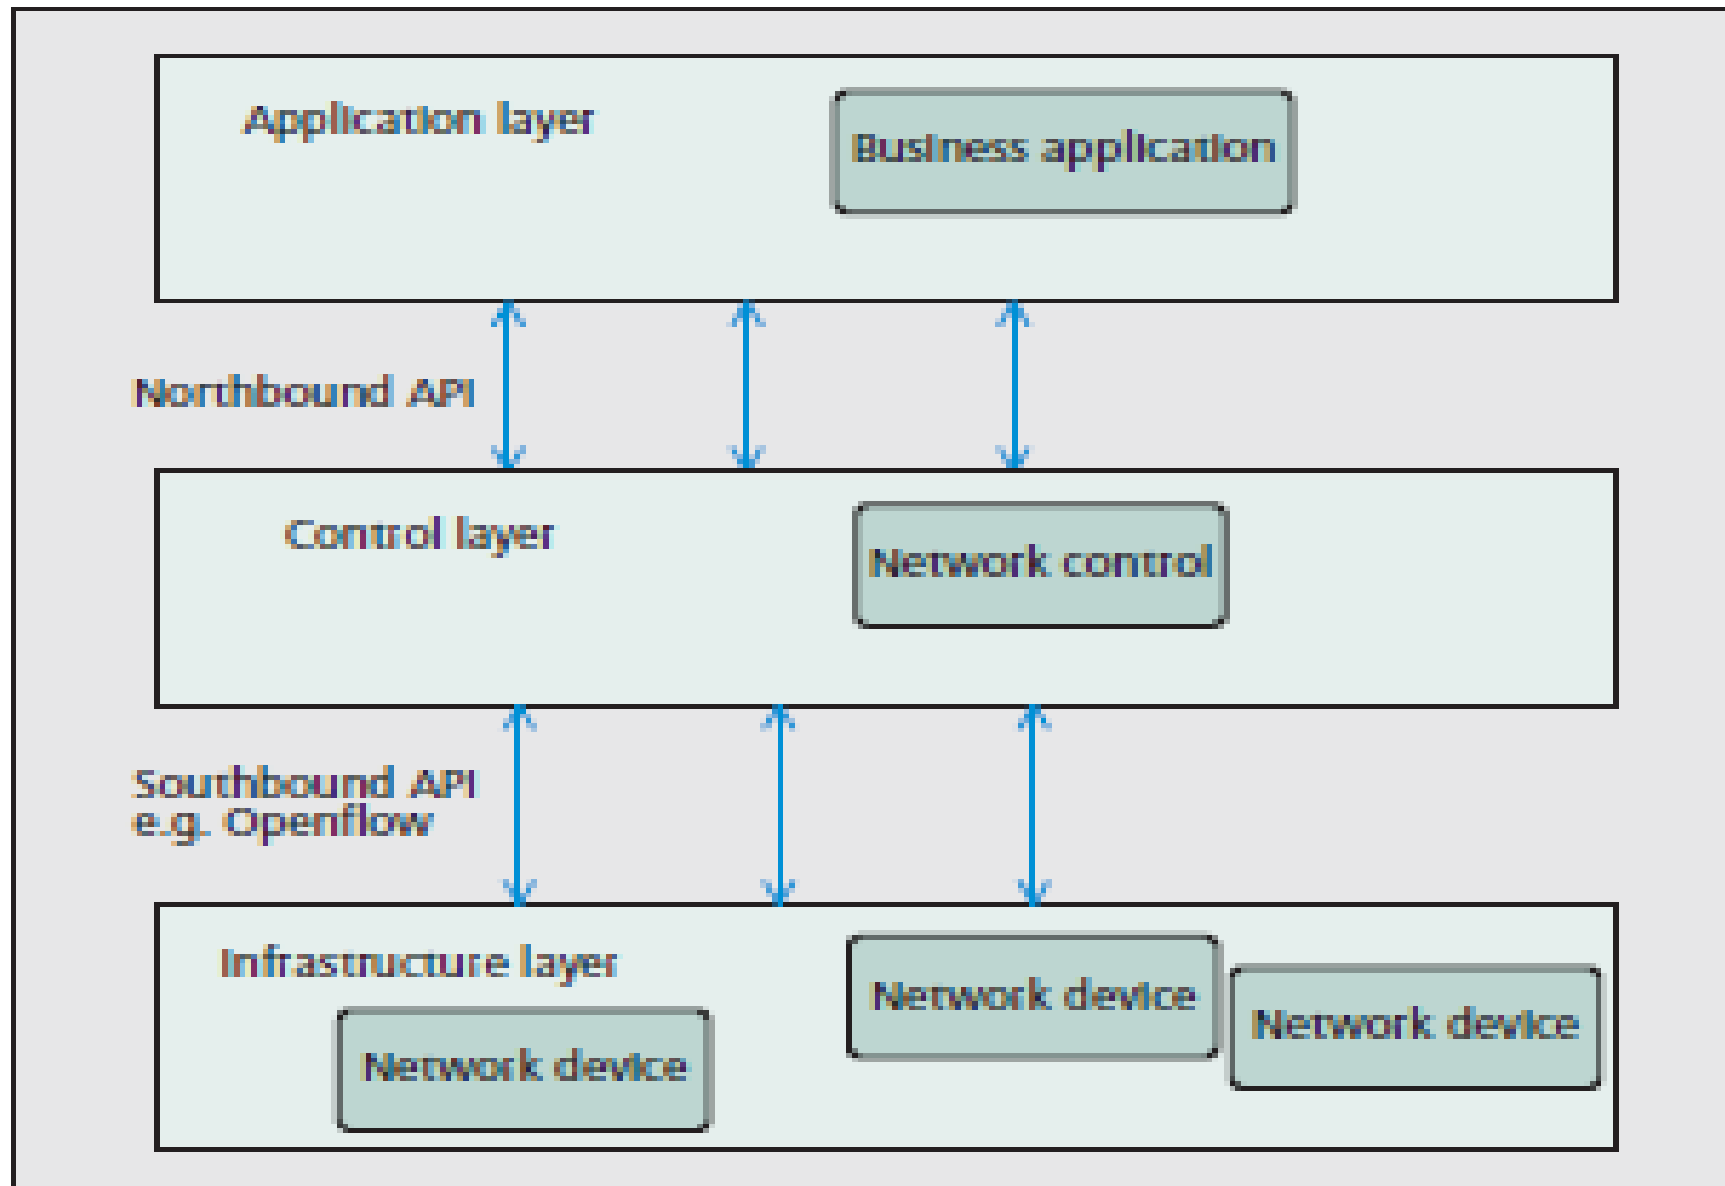 Application layer
Business application
Northbound API
Control layer
Network control
Southbound API
e.g. Openflow
Infrastructure layer
Network device
Network device
Network device